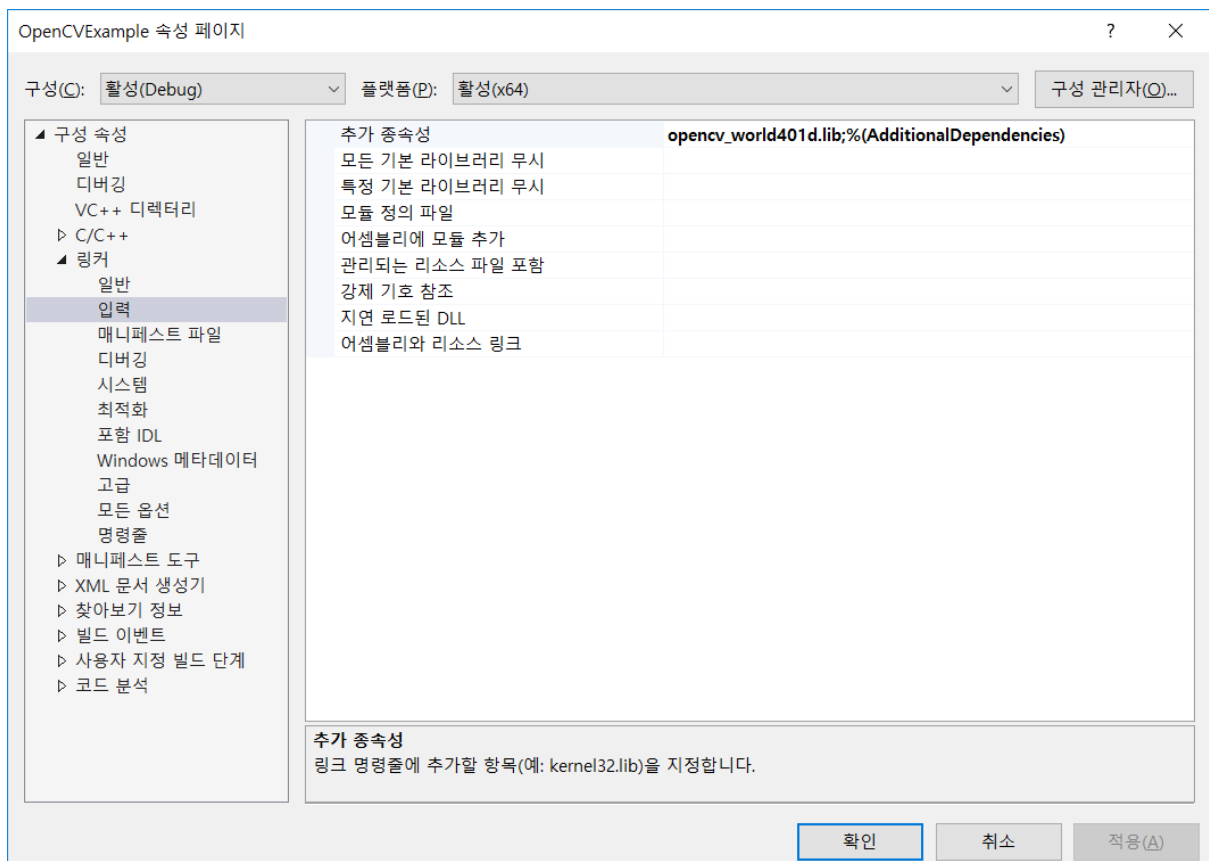 OpenCVExample 속성 페이지
?
구성(C): 활성(Debug) 플랫폼(P): 활성(x64) 구성 관리자(O)...
구성 속성
일반
디버깅
VC++ 디렉터리
C/C++
링커
일반
입력
매니페스트 파일
디버깅
시스템
최적화
포함 IDL
Windows 메타데이터
고급
모든 옵션
명령줄
매니페스트 도구
XML 문서 생성기
찾아보기 정보
빌드 이벤트
사용자 지정 빌드 단계
코드 분석
추가 종속성 opencv_world401d.lib;%(AdditionalDependencies)
모든 기본 라이브러리 무시
특정 기본 라이브러리 무시
모듈 정의 파일
어셈블리에 모듈 추가
관리되는 리소스 파일 포함
강제 기호 참조
지연 로드된 DLL
어셈블리와 리소스 링크
추가 종속성
링크 명령줄에 추가할 항목(예: kernel32.lib)을 지정합니다.
확인 취소 적용(A)